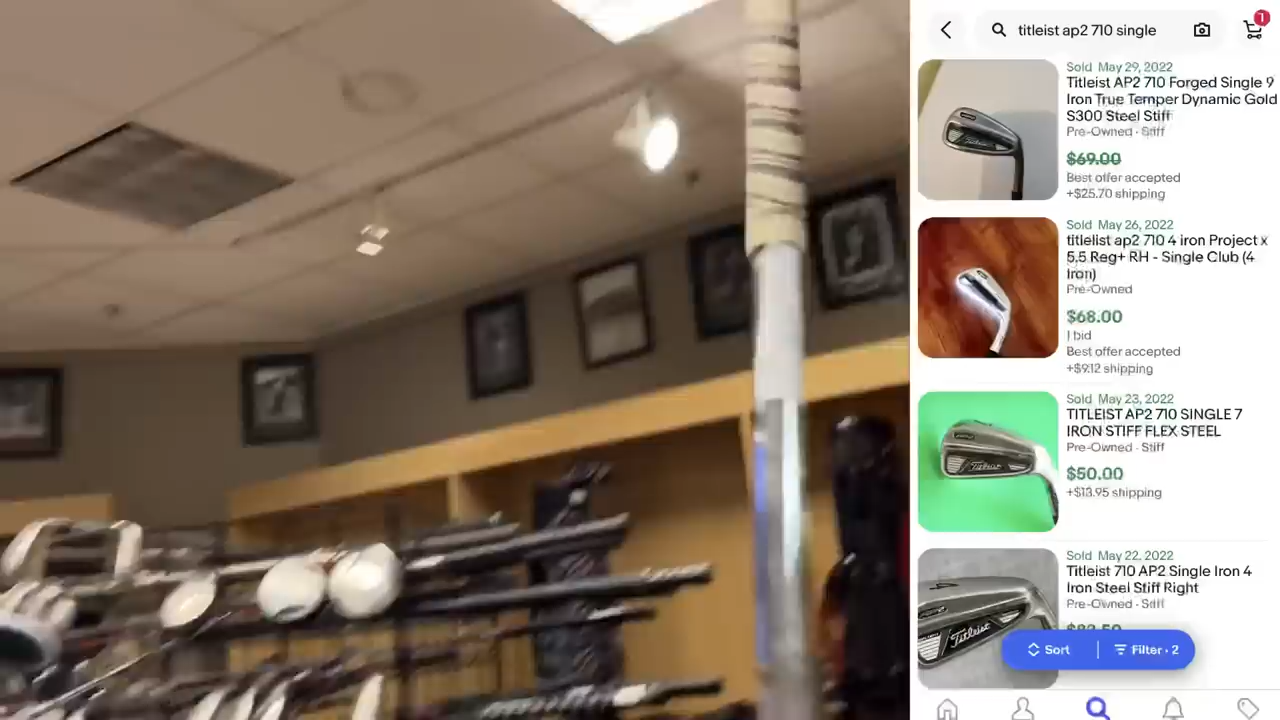 titleist ap2 710 single
1
Sold May 29, 2022
Titleist AP2 710 Forged Single 9
Iron True Temper Dynamic Gold
S300 Steel Stiff
Pre-Owned · Stiff
$69.00
Best offer accepted
+$25.70 shipping
Sold May 26, 2022
titlelist ap2 710 4 iron Project x
5.5 Reg+ RH - Single Club (4
Iron)
Pre-Owned
$68.00
1 bid
Best offer accepted
+$9.12 shipping
Sold May 23, 2022
TITLEIST AP2 710 SINGLE 7
IRON STIFF FLEX STEEL
Pre-Owned · Stiff
$50.00
+$13.95 shipping
Titleist
Sold May 22, 2022
Titleist 710 AP2 Single Iron 4
Iron Steel Stiff Right
Pre-Owned · Stiff
Titleist
Sort
Filter · 2